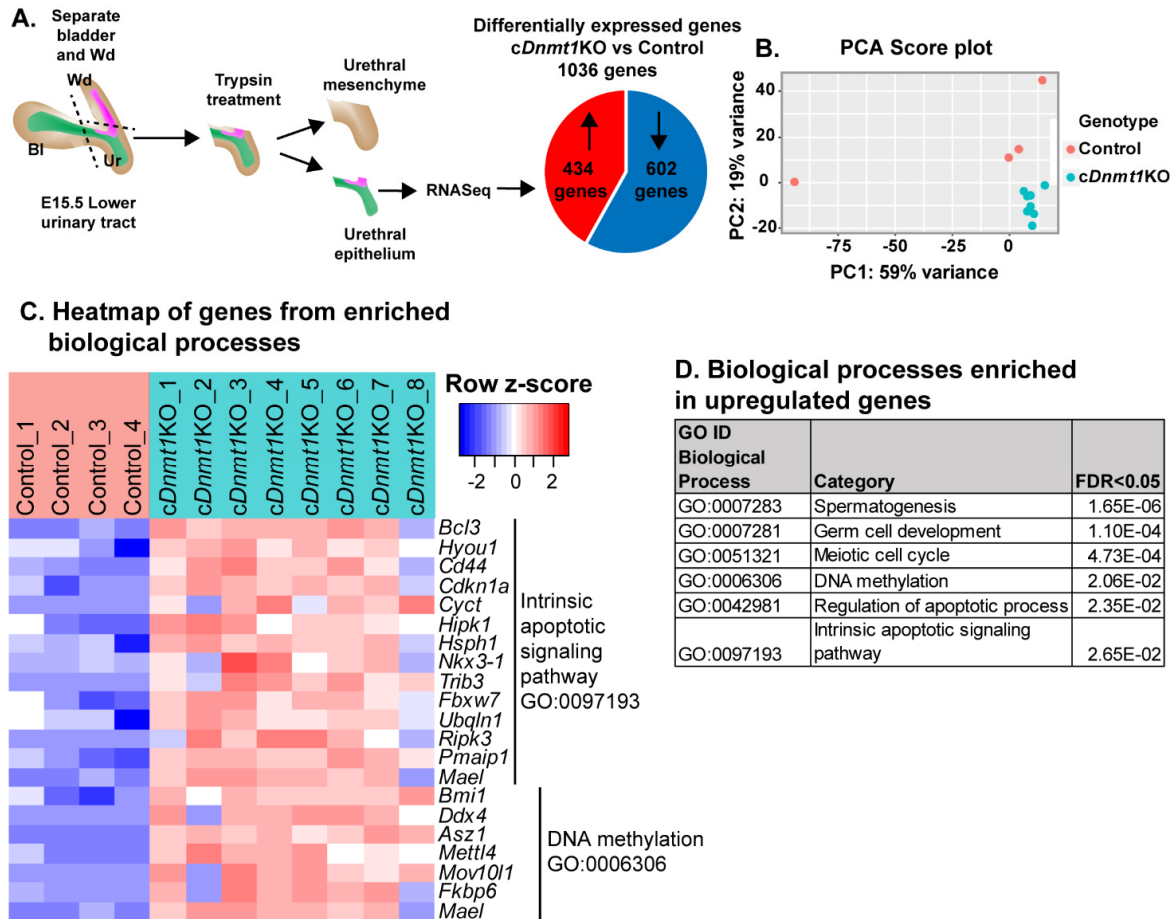 A.
Separate
bladder
and Wd
Wd
Bl
Ur
E15.5 Lower
urinary tract
Trypsin
treatment
Urethral
mesenchyme
Urethral
epithelium
RNASeq
Differentially expressed genes
cDnmt1KO vs Control
1036 genes
434
genes
602
genes
B.
PCA Score plot
PC2: 19% variance
40
20
0
-20
-75
-50
-25
0
PC1: 59% variance
Genotype
Control
cDnmt1KO
C. Heatmap of genes from enriched
biological processes
Control_1
Control_2
Control_3
Control_4
cDnmt1KO_1
cDnmt1KO_2
cDnmt1KO_3
cDnmt1KO_4
cDnmt1KO_5
cDnmt1KO_6
cDnmt1KO_7
cDnmt1KO_8
Row z-score
-2 0 2
Bcl3
Hyou1
Cd44
Cdkn1a
Cyct
Hipk1
Hsph1
Nkx3-1
Trib3
Fbxw7
Ubqln1
Ripk3
Pmaip1
Mael
Bmi1
Ddx4
Asz1
Mettl4
Mov10l1
Fkbp6
Mael
Intrinsic
apoptotic
signaling
pathway
GO:0097193
DNA methylation
GO:0006306
D. Biological processes enriched
in upregulated genes
GO ID
Biological
Process Category FDR<0.05
GO:0007283 Spermatogenesis 1.65E-06
GO:0007281 Germ cell development 1.10E-04
GO:0051321 Meiotic cell cycle 4.73E-04
GO:0006306 DNA methylation 2.06E-02
GO:0042981 Regulation of apoptotic process 2.35E-02
Intrinsic apoptotic signaling
GO:0097193 pathway 2.65E-02